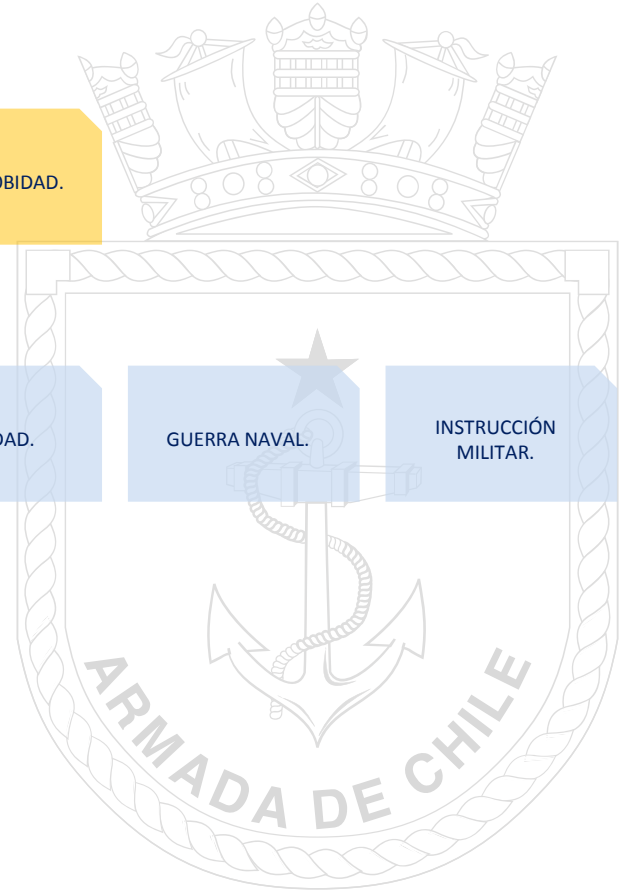 OBIDAD.
DAD.
GUERRA NAVAL.
INSTRUCCIÓN
MILITAR.
ARMADA DE CHILE